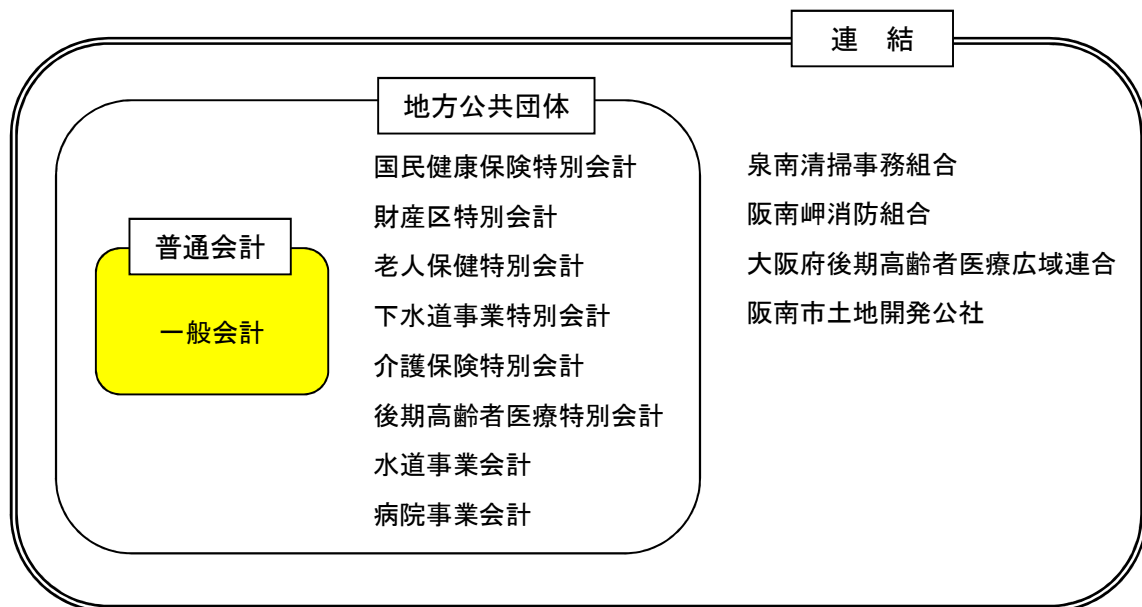 連 結
地方公共団体
国民健康保険特別会計
財産区特別会計
老人保健特別会計
下水道事業特別会計
介護保険特別会計
後期高齢者医療特別会計
水道事業会計
病院事業会計
普通会計
一般会計
泉南清掃事務組合
阪南岬消防組合
大阪府後期高齢者医療広域連合
阪南市土地開発公社